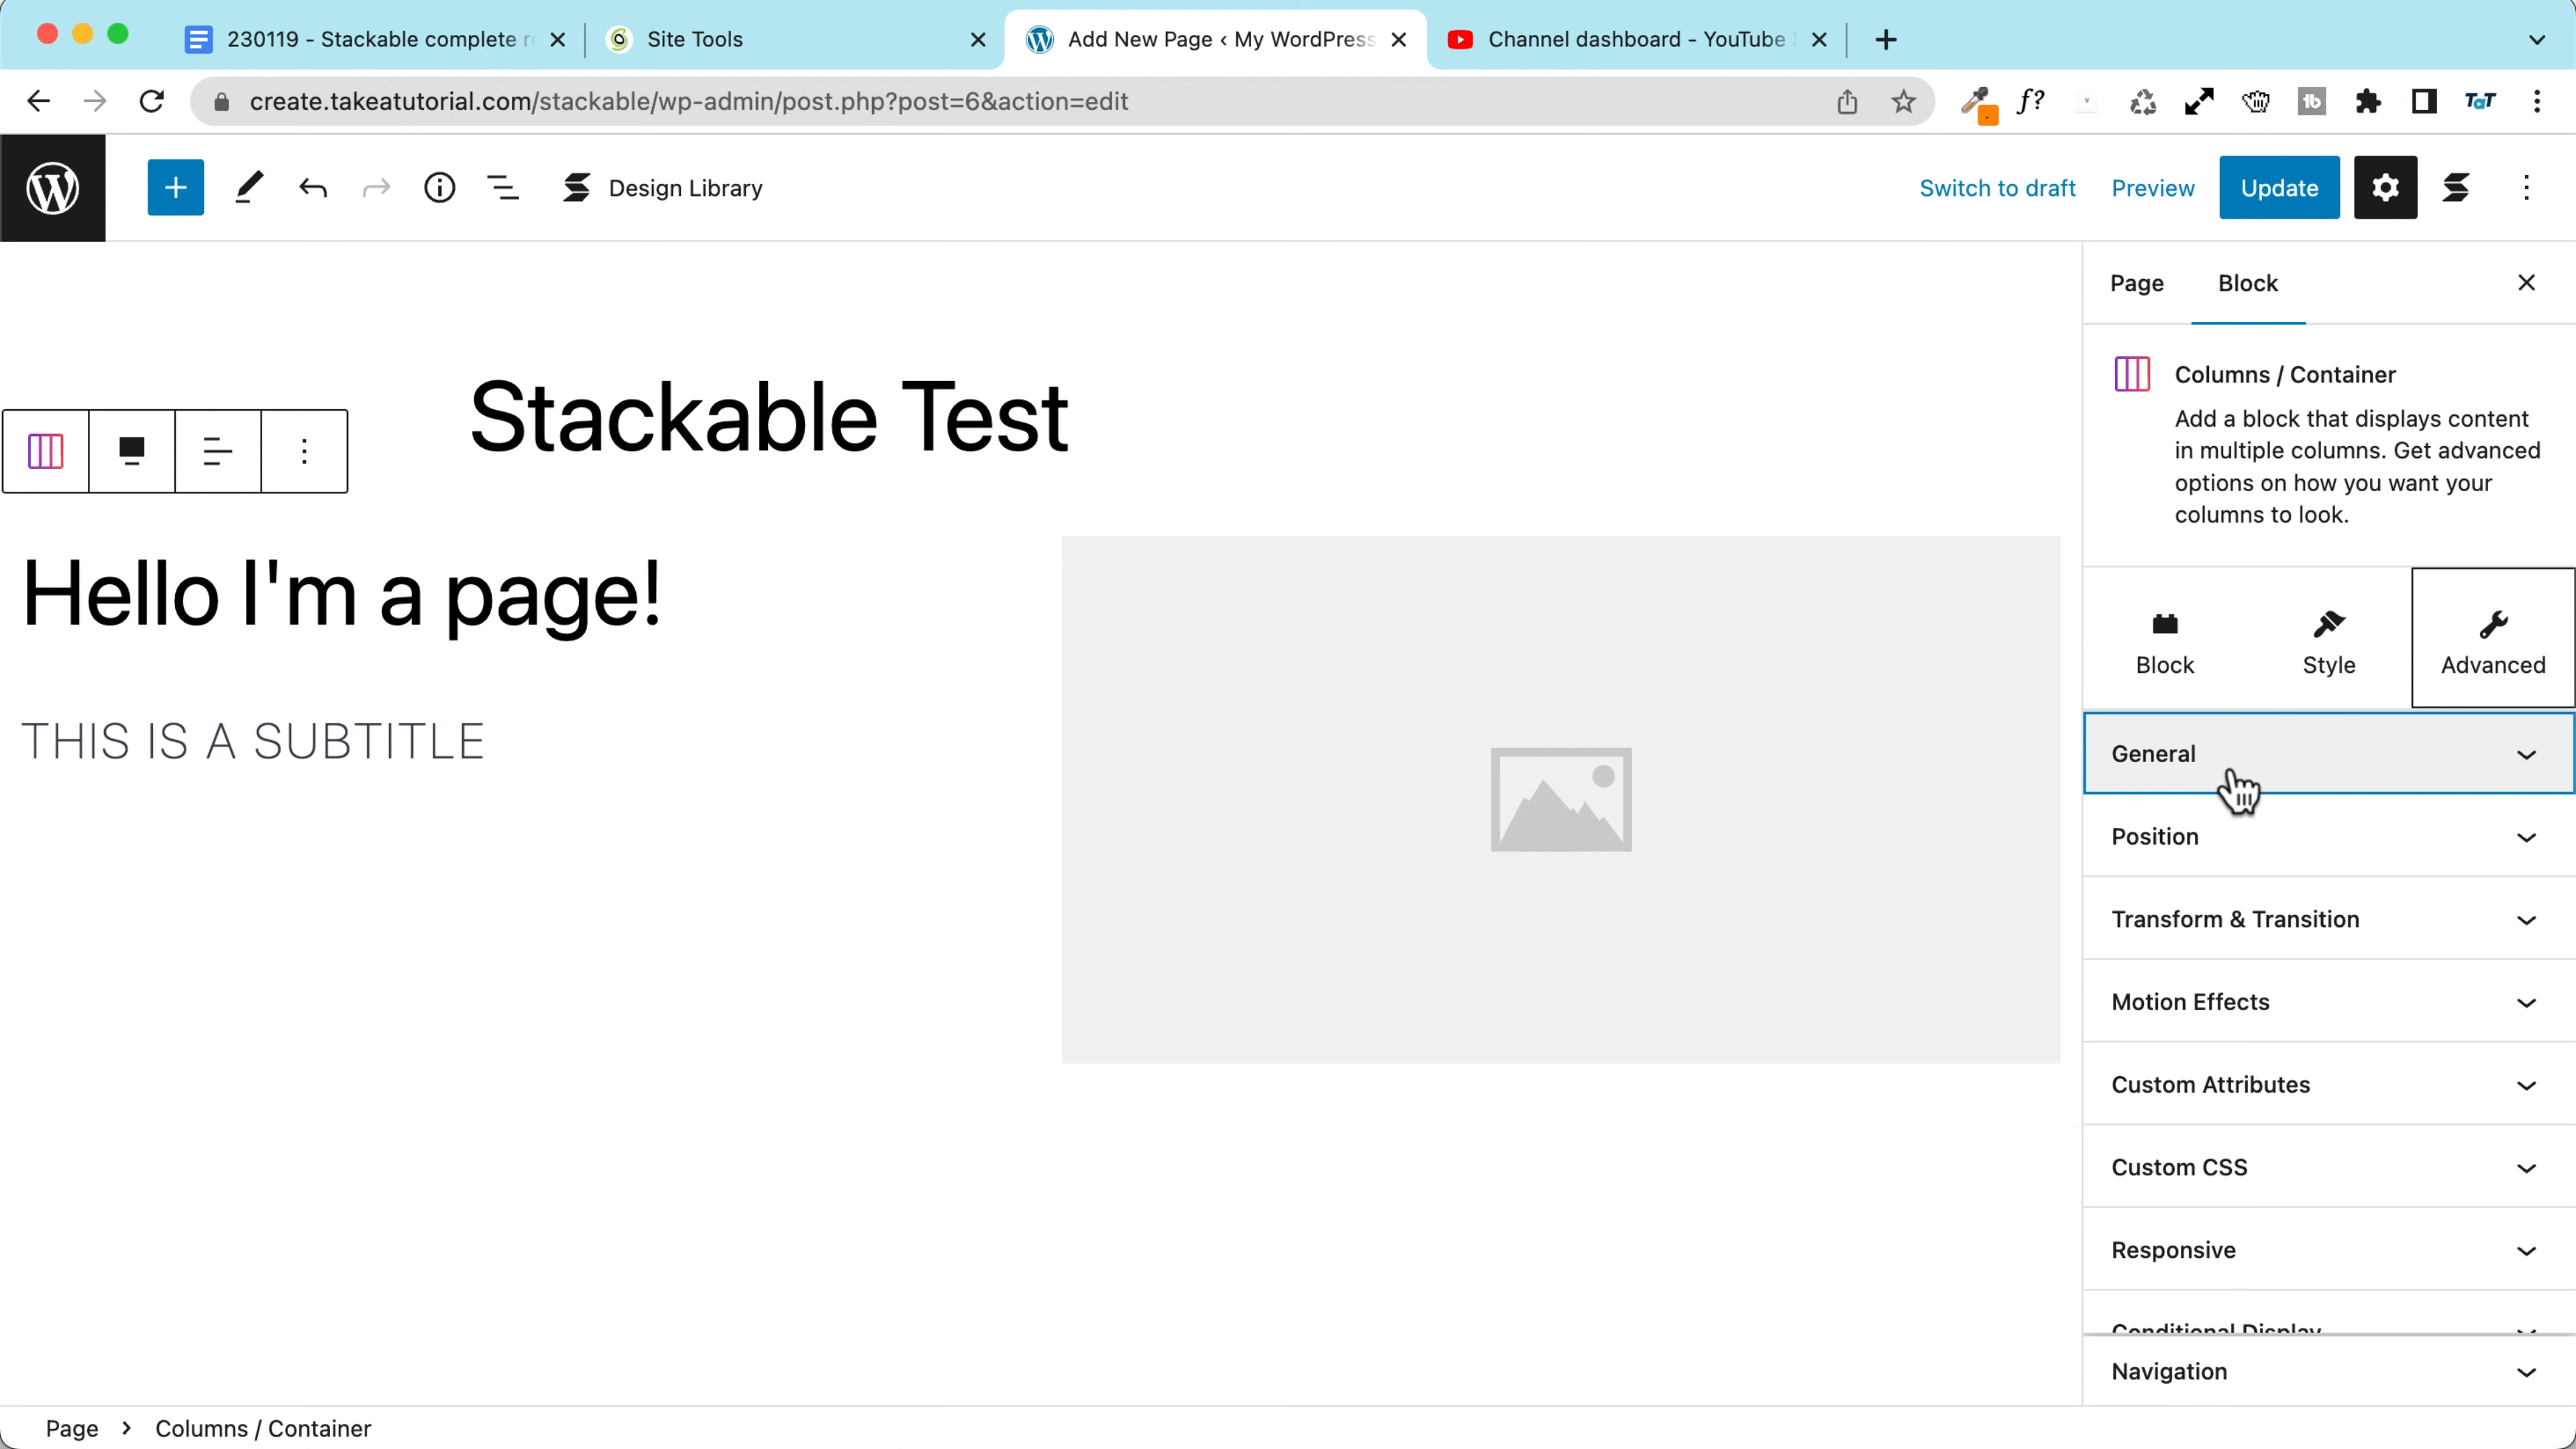 230119 - Stackable complete r
Site Tools
Add New Page ‹ My WordPress
Channel dashboard - YouTube
create.takeatutorial.com/stackable/wp-admin/post.php?post=6&action=edit
f?
tb
TaT
Design Library
Switch to draft
Preview
Update
Page
Block
Columns / Container
Add a block that displays content
in multiple columns. Get advanced
options on how you want your
columns to look.
Stackable Test
Hello I'm a page!
THIS IS A SUBTITLE
Block
Style
Advanced
General
Position
Transform & Transition
Motion Effects
Custom Attributes
Custom CSS
Responsive
Conditional Display
Navigation
Page › Columns / Container